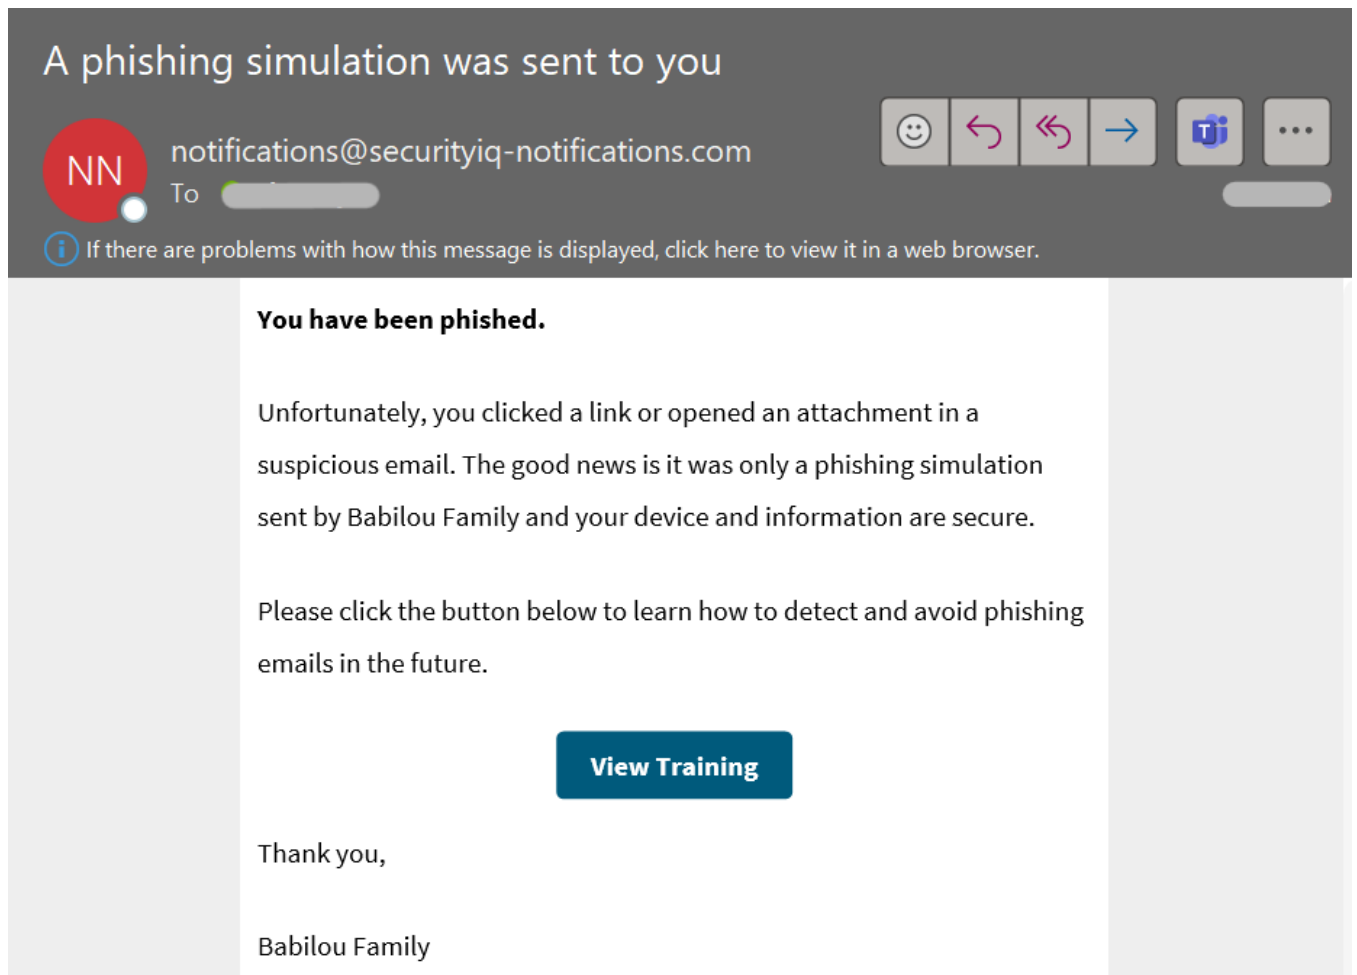 A phishing simulation was sent to you
NN
notifications@securityiq-notifications.com
To
If there are problems with how this message is displayed, click here to view it in a web browser.
You have been phished.
Unfortunately, you clicked a link or opened an attachment in a
suspicious email. The good news is it was only a phishing simulation
sent by Babilou Family and your device and information are secure.
Please click the button below to learn how to detect and avoid phishing
emails in the future.
View Training
Thank you,
Babilou Family